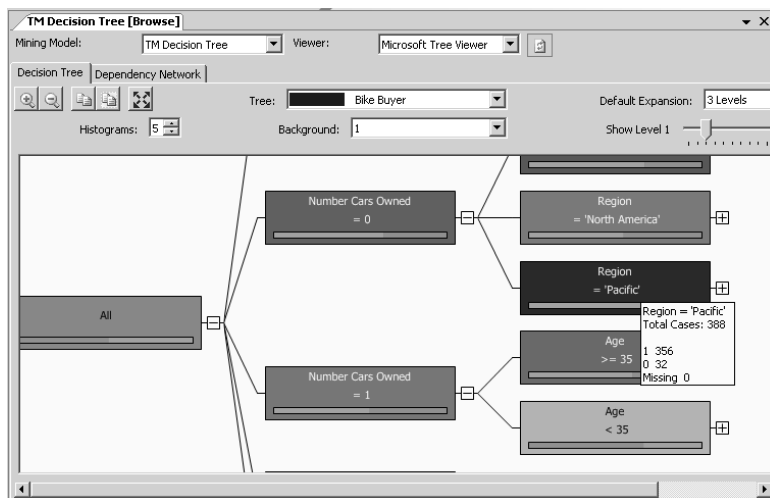 TM Decision Tree [Browse]
Mining Model: TM Decision Tree Viewer: Microsoft Tree Viewer
Decision Tree Dependency Network
Tree: Bike Buyer Default Expansion: 3 Levels
Histograms: 5 Background: 1 Show Level 1
Number Cars Owned
= 0
Region
= 'North America'
Region
= 'Pacific'
Region = 'Pacific'
Total Cases: 388
1 356
0 32
Missing 0
All
Age
>= 35
Number Cars Owned
= 1
Age
< 35